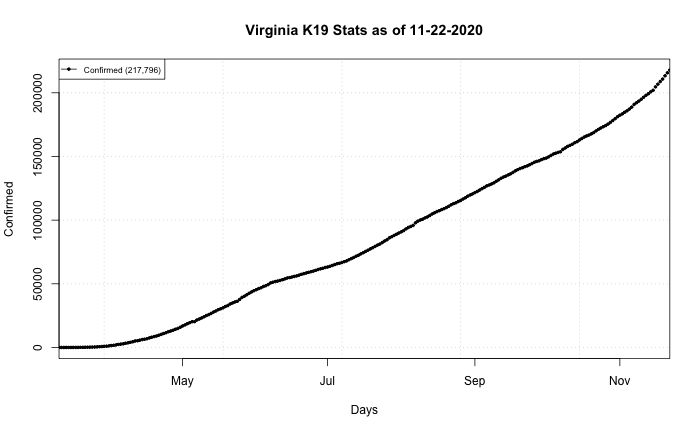 Virginia K19 Stats as of 11-22-2020
Confirmed (217,796)
200000
150000
100000
50000
0
Confirmed
May Jul Sep Nov
Days